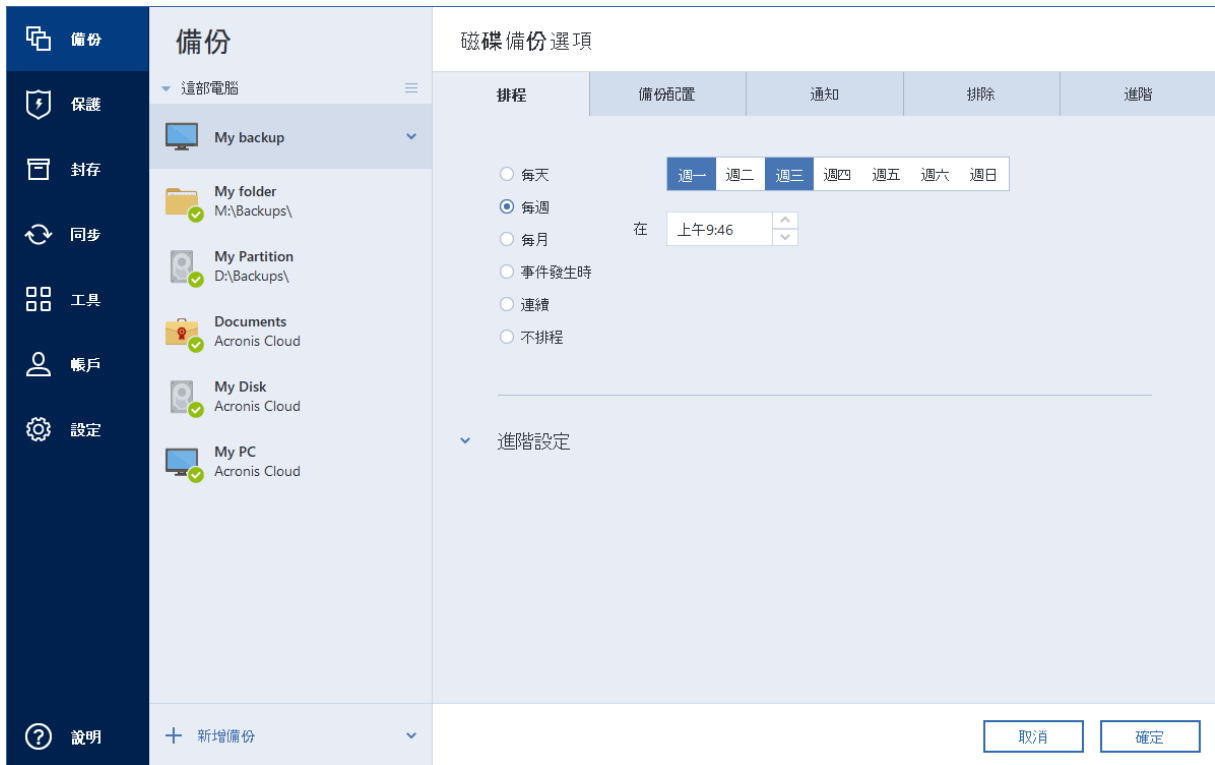 備份
保護
封存
同步
工具
帳戶
設定
說明
備份
這部電腦
My backup
My folder
M:\Backups\
My Partition
D:\Backups\
Documents
Acronis Cloud
My Disk
Acronis Cloud
My PC
Acronis Cloud
新增備份
磁碟備份選項
排程 備份配置 通知 排除 進階
每天
每週
每月
事件發生時
連續
不排程
週一 週二 週三 週四 週五 週六 週日
在 上午9:46
進階設定
取消 確定